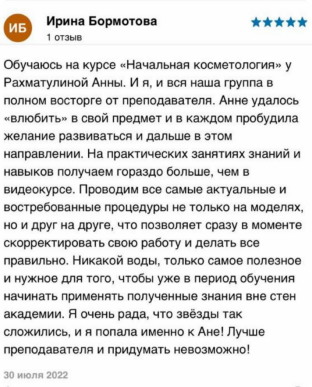 ИБ
Ирина Бормотова
★★★★★
1 отзыв
Обучаюсь на курсе «Начальная косметология» у
Рахматулиной Анны. И я, и вся наша группа в
полном восторге от преподавателя. Анне удалось
«влюбить» в свой предмет и в каждом пробудила
желание развиваться и дальше в этом
направлении. На практических занятиях знаний и
навыков получаем гораздо больше, чем в
видеокурсе. Проводим все самые актуальные и
востребованные процедуры не только на моделях,
но и друг на друге, что позволяет сразу в моменте
скорректировать свою работу и делать все
правильно. Никакой воды, только самое полезное
и нужное для того, чтобы уже в период обучения
начинать применять полученные знания вне стен
академии. Я очень рада, что звёзды так
сложились, и я попала именно к Ане! Лучше
преподавателя и придумать невозможно!
30 июля 2022